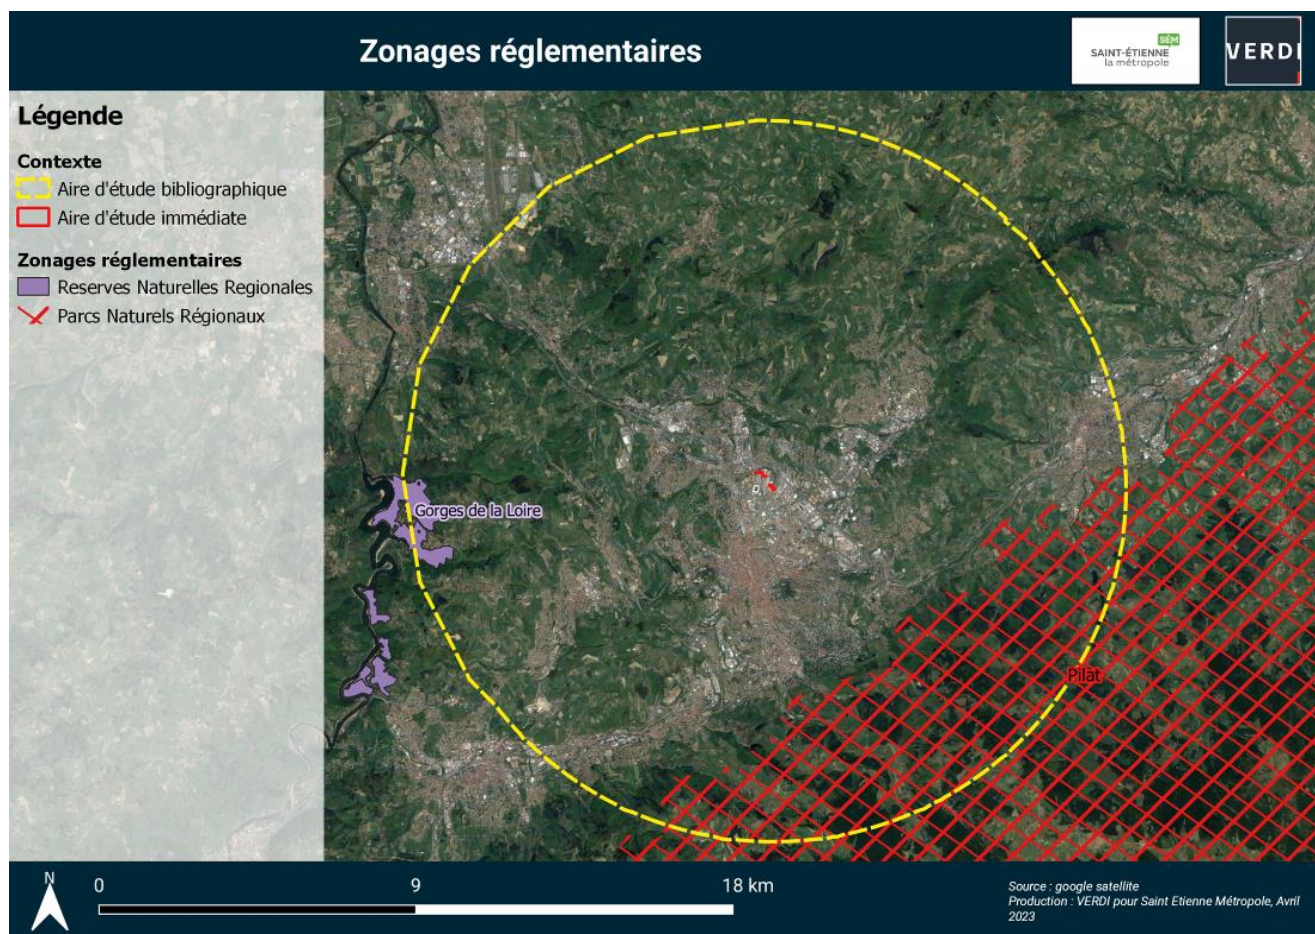 Zonages réglementaires
SÉM
SAINT-ÉTIENNE
la métropole
VERDI
Légende
Contexte
Aire d'étude bibliographique
Aire d'étude immédiate
Zonages réglementaires
Reserves Naturelles Regionales
Parcs Naturels Régionaux
Gorges de la Loire
Pilat
N
0
9
18 km
Source : google satellite
Production : VERDI pour Saint Etienne Métropole, Avril
2023